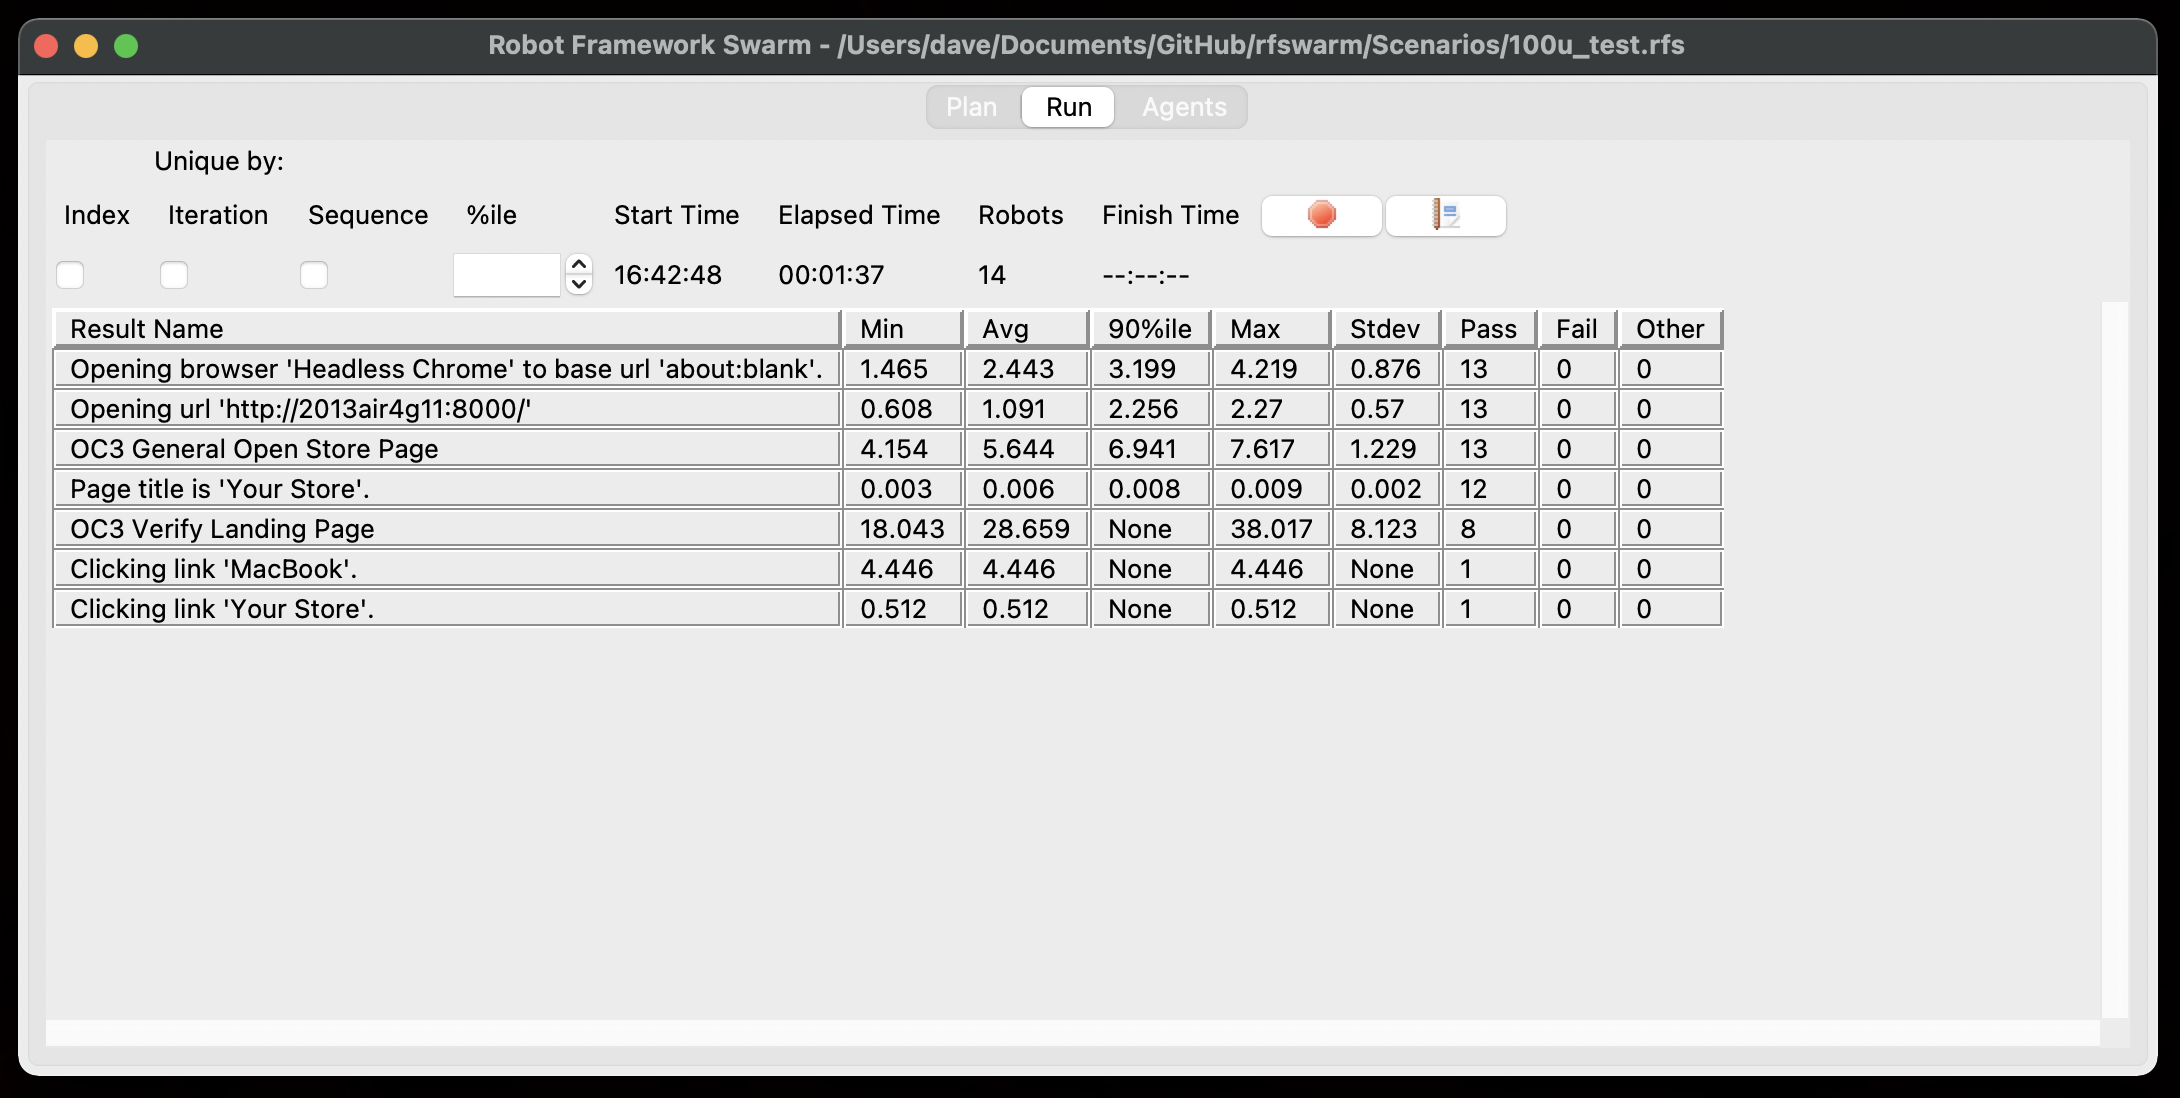 Robot Framework Swarm - /Users/dave/Documents/GitHub/rfswarm/Scenarios/100u_test.rfs
Plan Run Agents
Unique by:
Index Iteration Sequence %ile Start Time Elapsed Time Robots Finish Time
16:42:48 00:01:37 14 --:--:--
Result Name Min Avg 90%ile Max Stdev Pass Fail Other
Opening browser 'Headless Chrome' to base url 'about:blank'. 1.465 2.443 3.199 4.219 0.876 13 0 0
Opening url 'http://2013air4g11:8000/' 0.608 1.091 2.256 2.27 0.57 13 0 0
OC3 General Open Store Page 4.154 5.644 6.941 7.617 1.229 13 0 0
Page title is 'Your Store'. 0.003 0.006 0.008 0.009 0.002 12 0 0
OC3 Verify Landing Page 18.043 28.659 None 38.017 8.123 8 0 0
Clicking link 'MacBook'. 4.446 4.446 None 4.446 None 1 0 0
Clicking link 'Your Store'. 0.512 0.512 None 0.512 None 1 0 0